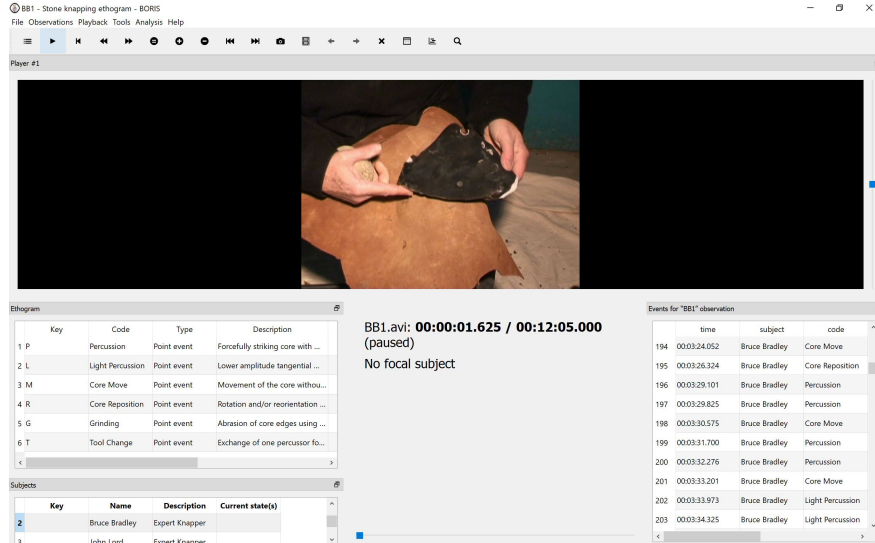 BB1 - Stone knapping ethogram - BORIS
File Observations Playback Tools Analysis Help
Player #1
Ethogram
Key Code Type Description
1 P Percussion Point event Forcefully striking core with ...
2 L Light Percussion Point event Lower amplitude tangential ...
3 M Core Move Point event Movement of the core withou...
4 R Core Reposition Point event Rotation and/or reorientation ...
5 G Grinding Point event Abrasion of core edges using ...
6 T Tool Change Point event Exchange of one percussor fo...
Subjects
Key Name Description Current state(s)
2 Bruce Bradley Expert Knapper
3 John Lord Expert Knapper
BB1.avi: 00:00:01.625 / 00:12:05.000
(paused)
No focal subject
Events for "BB1" observation
time subject code
194 00:03:24.052 Bruce Bradley Core Move
195 00:03:26.324 Bruce Bradley Core Reposition
196 00:03:29.101 Bruce Bradley Percussion
197 00:03:29.825 Bruce Bradley Percussion
198 00:03:30.575 Bruce Bradley Core Move
199 00:03:31.700 Bruce Bradley Percussion
200 00:03:32.276 Bruce Bradley Percussion
201 00:03:33.201 Bruce Bradley Core Move
202 00:03:33.973 Bruce Bradley Light Percussion
203 00:03:34.325 Bruce Bradley Light Percussion